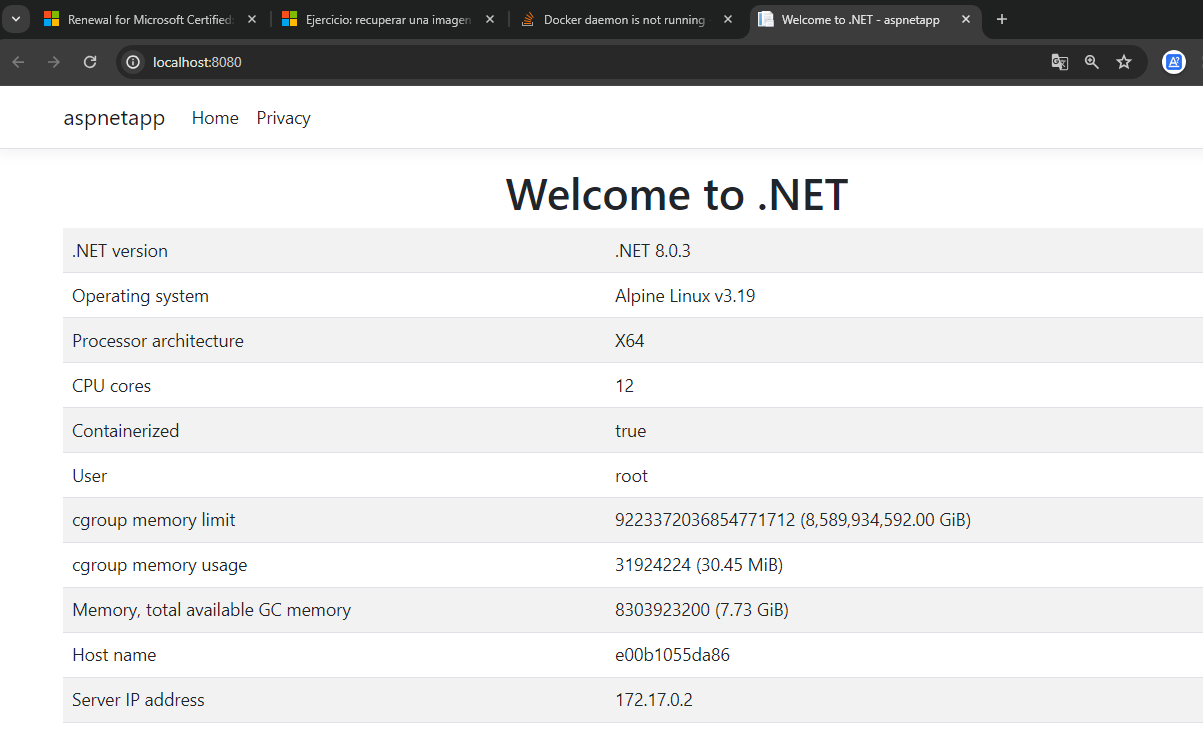 Renewal for Microsoft Certified: Ejercicio: recuperar una imagen Docker daemon is not running Welcome to .NET - aspnetapp
localhost:8080
aspnetapp Home Privacy
Welcome to .NET
.NET version .NET 8.0.3
Operating system Alpine Linux v3.19
Processor architecture X64
CPU cores 12
Containerized true
User root
cgroup memory limit 9223372036854771712 (8,589,934,592.00 GiB)
cgroup memory usage 31924224 (30.45 MiB)
Memory, total available GC memory 8303923200 (7.73 GiB)
Host name e00b1055da86
Server IP address 172.17.0.2